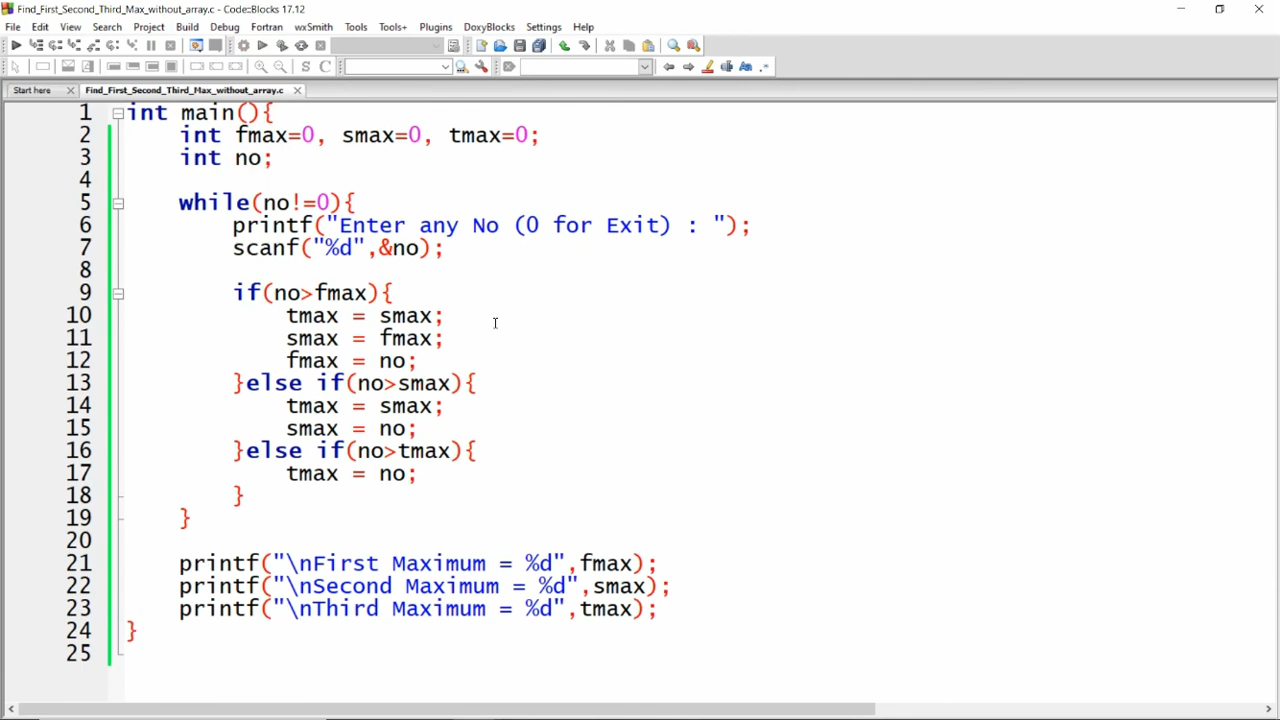 Find_First_Second_Third_Max_without_array.c - Code::Blocks 17.12
File Edit View Search Project Build Debug Fortran wxSmith Tools Tools+ Plugins DoxyBlocks Settings Help
Start here Find_First_Second_Third_Max_without_array.c
1 int main(){
2     int fmax=0, smax=0, tmax=0;
3     int no;
4
5     while(no!=0){
6         printf("Enter any No (0 for Exit) : ");
7         scanf("%d",&no);
8
9         if(no>fmax){
10             tmax = smax;
11             smax = fmax;
12             fmax = no;
13         }else if(no>smax){
14             tmax = smax;
15             smax = no;
16         }else if(no>tmax){
17             tmax = no;
18         }
19     }
20
21     printf("\nFirst Maximum = %d",fmax);
22     printf("\nSecond Maximum = %d",smax);
23     printf("\nThird Maximum = %d",tmax);
24 }
25